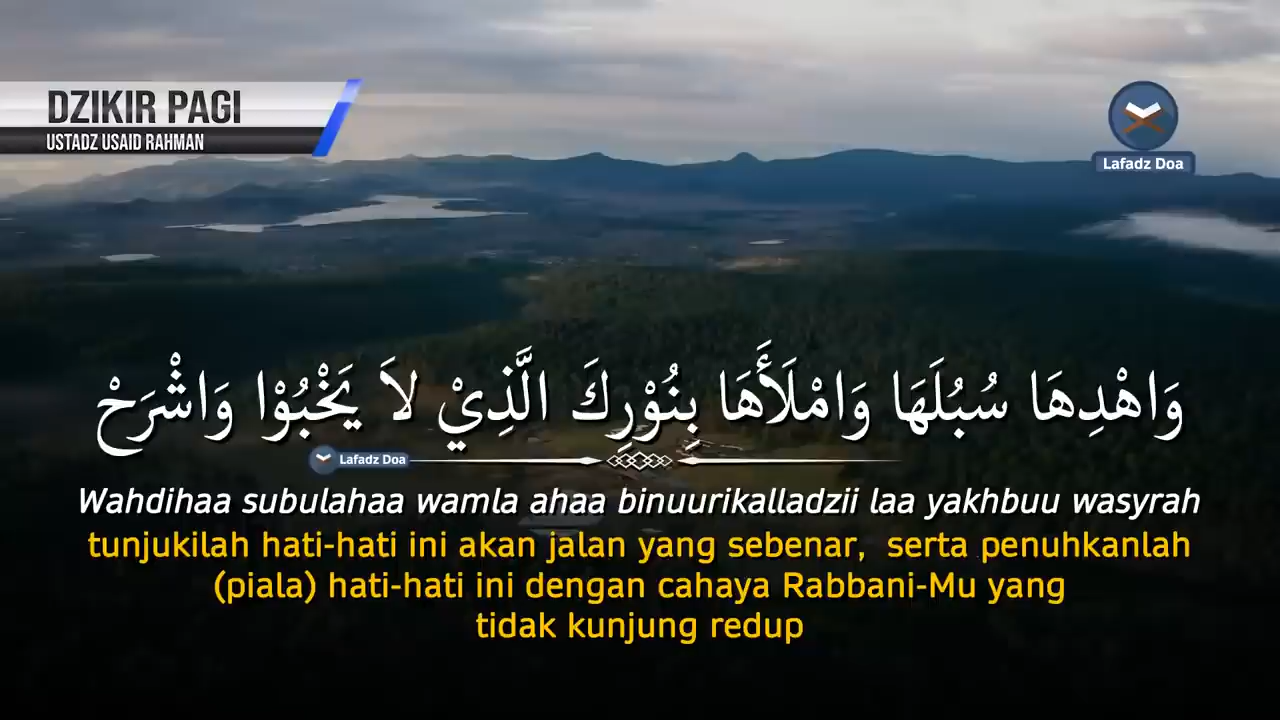 DZIKIR PAGI
USTADZ USAID RAHMAN
Lafadz Doa
وَاهْدِهَا سُبُلَهَا وَامْلَأَهَا بِنُوْرِكَ الَّذِيْ لاَ يَخْبُوْا وَاشْرَحْ
Lafadz Doa
Wahdihaa subulahaa wamla ahaa binuurikalladzii laa yakhbuu wasyrah
tunjukilah hati-hati ini akan jalan yang sebenar,  serta penuhkanlah
(piala) hati-hati ini dengan cahaya Rabbani-Mu yang
tidak kunjung redup